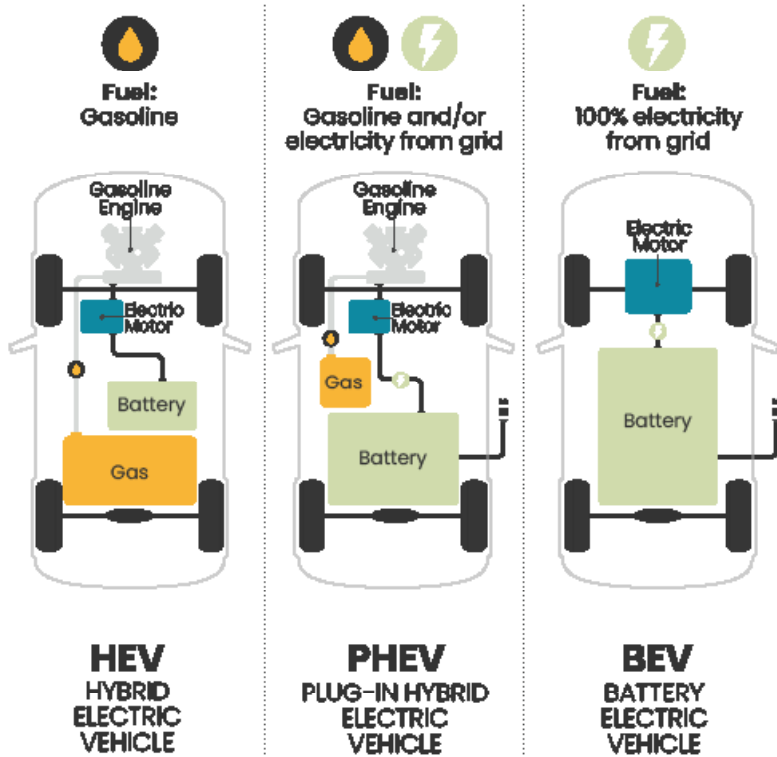 Fuel:
Gasoline
Gasoline
Engine
Electric
Motor
Battery
Gas
HEV
HYBRID
ELECTRIC
VEHICLE
Fuel:
Gasoline and/or
electricity from grid
Gasoline
Engine
Electric
Motor
Gas
Battery
PHEV
PLUG-IN HYBRID
ELECTRIC
VEHICLE
Fuel:
100% electricity
from grid
Electric
Motor
Battery
BEV
BATTERY
ELECTRIC
VEHICLE